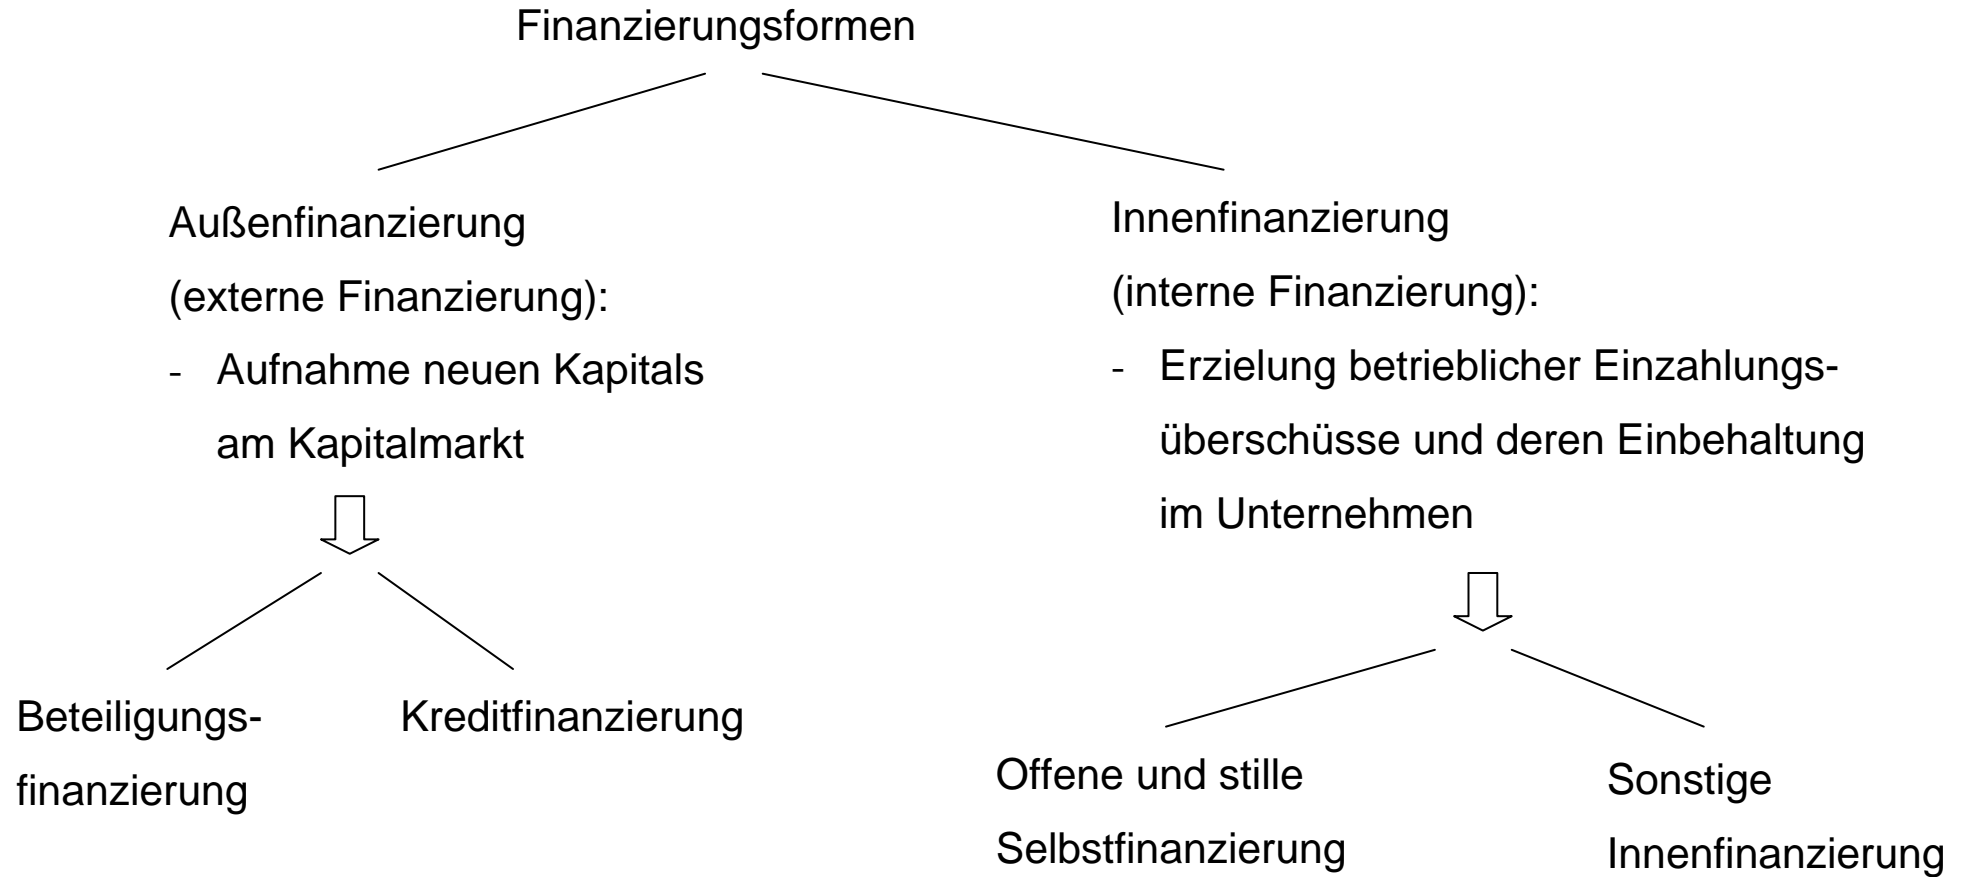 Finanzierungsformen
Außenfinanzierung
(externe Finanzierung):
- Aufnahme neuen Kapitals
am Kapitalmarkt
Beteiligungs-
finanzierung
Kreditfinanzierung
Innenfinanzierung
(interne Finanzierung):
- Erzielung betrieblicher Einzahlungs-
überschüsse und deren Einbehaltung
im Unternehmen
Offene und stille
Selbstfinanzierung
Sonstige
Innenfinanzierung